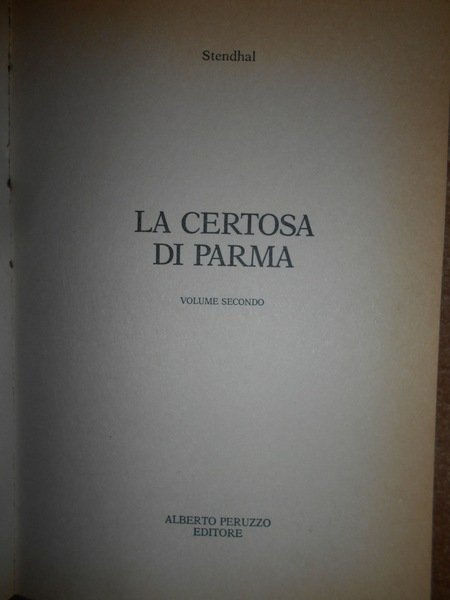 Stendhal
LA CERTOSA
DI PARMA
VOLUME SECONDO
ALBERTO PERUZZO
EDITORE